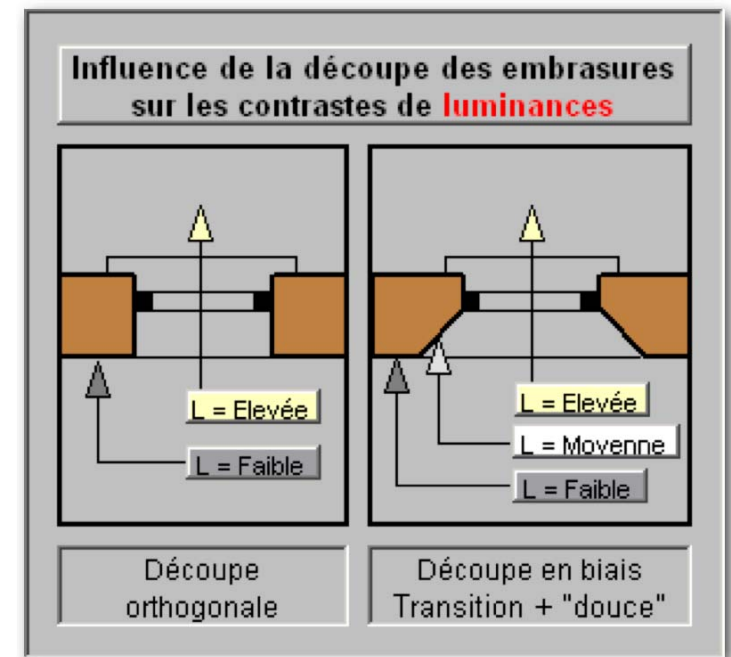 Influence de la découpe des embrasures
sur les contrastes de luminances
L = Elevée
L = Faible
L = Elevée
L = Movenne
L = Faible
Découpe
orthogonale
Découpe en biais
Transition + "douce"